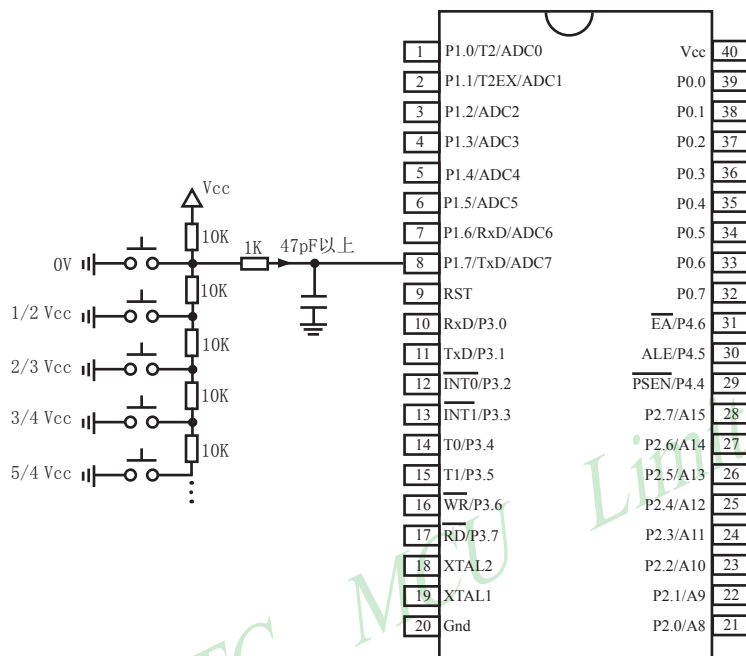 Vcc
10K
1K
47pF以上
0V
10K
1/2 Vcc
10K
2/3 Vcc
10K
3/4 Vcc
10K
5/4 Vcc
1 P1.0/T2/ADC0
2 P1.1/T2EX/ADC1
3 P1.2/ADC2
4 P1.3/ADC3
5 P1.4/ADC4
6 P1.5/ADC5
7 P1.6/RxD/ADC6
8 P1.7/TxD/ADC7
9 RST
10 RxD/P3.0
11 TxD/P3.1
12 INT0/P3.2
13 INT1/P3.3
14 T0/P3.4
15 T1/P3.5
16 WR/P3.6
17 RD/P3.7
18 XTAL2
19 XTAL1
20 Gnd
Vcc 40
P0.0 39
P0.1 38
P0.2 37
P0.3 36
P0.4 35
P0.5 34
P0.6 33
P0.7 32
EA/P4.6 31
ALE/P4.5 30
PSEN/P4.4 29
P2.7/A15 28
P2.6/A14 27
P2.5/A13 26
P2.4/A12 25
P2.3/A11 24
P2.2/A10 23
P2.1/A9 22
P2.0/A8 21
MCU